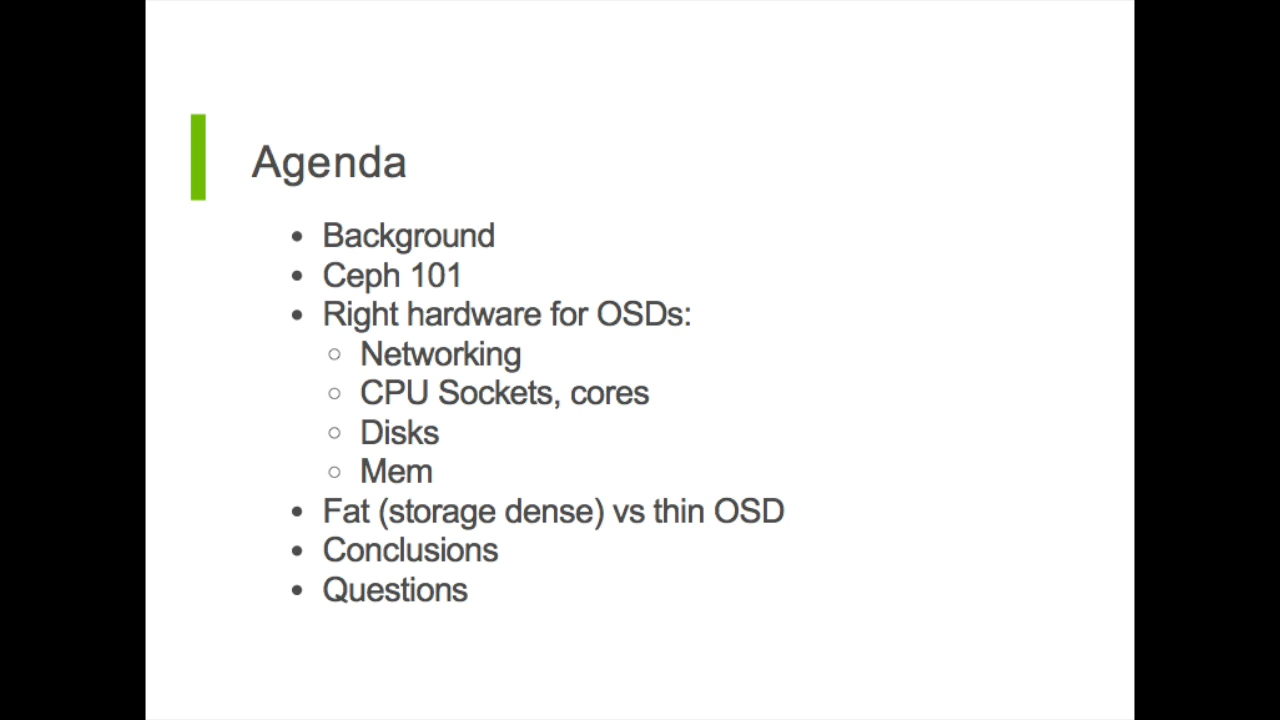 Agenda
• Background
• Ceph 101
• Right hardware for OSDs:
○ Networking
○ CPU Sockets, cores
○ Disks
○ Mem
• Fat (storage dense) vs thin OSD
• Conclusions
• Questions